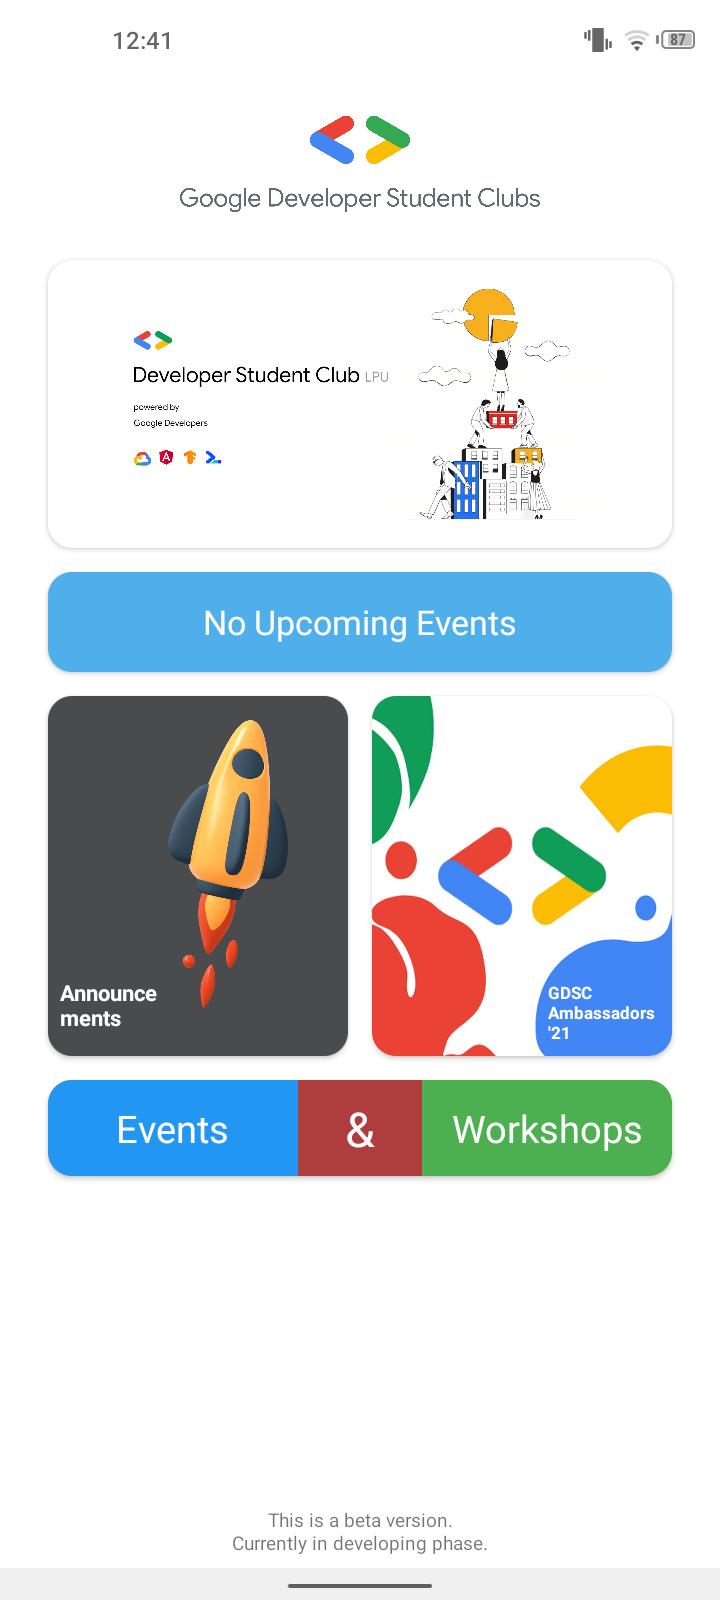 12:41
87
Google Developer Student Clubs
Developer Student Club LPU
powered by
Google Developers
No Upcoming Events
Announce
ments
GDSC
Ambassadors
'21
Events & Workshops
This is a beta version.
Currently in developing phase.